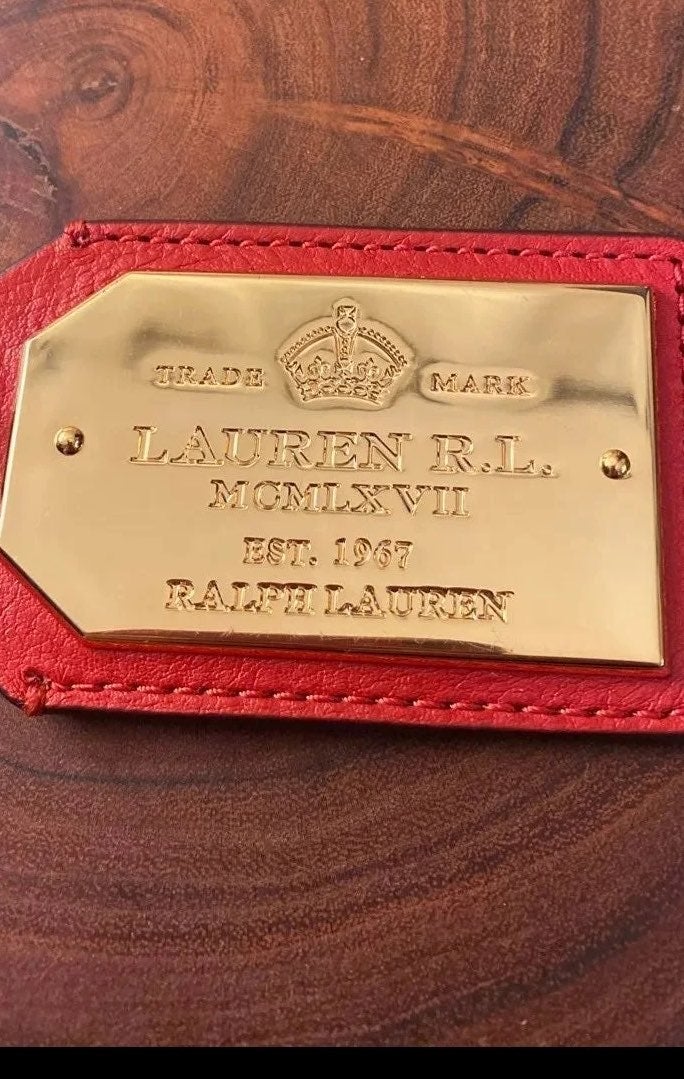 TRADE MARK
LAUREN R.L.
MCMLXVII
EST. 1967
RALPH LAUREN